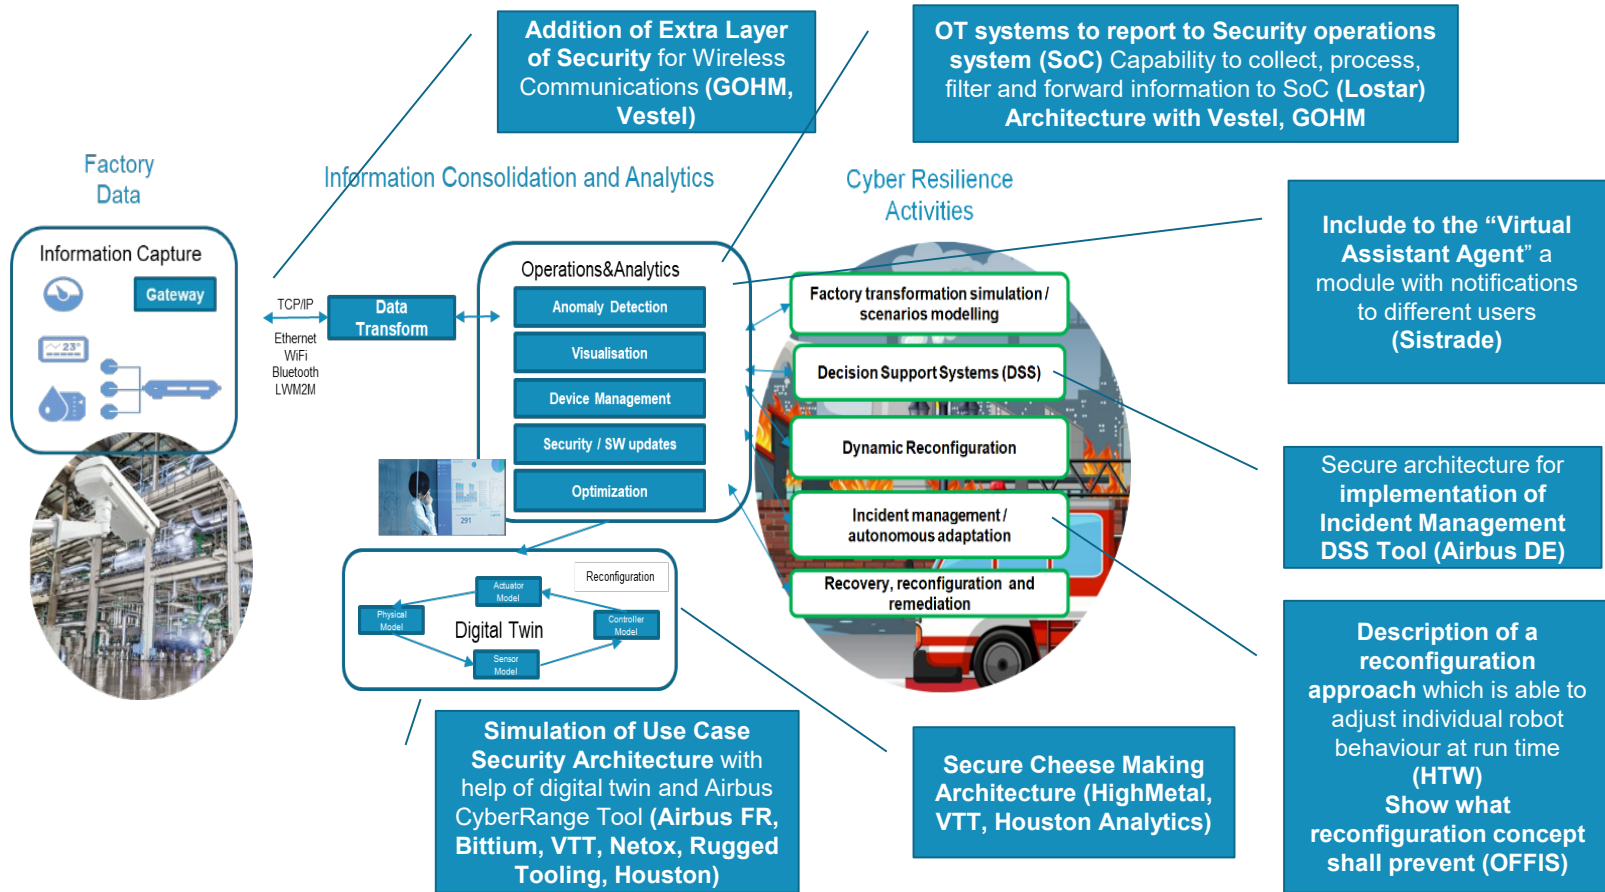 Addition of Extra Layer
of Security for Wireless
Communications (GOHM,
Vestel)
OT systems to report to Security operations
system (SoC) Capability to collect, process,
filter and forward information to SoC (Lostar)
Architecture with Vestel, GOHM
Factory
Data
Information Consolidation and Analytics
Cyber Resilience
Activities
Information Capture
Gateway
23°
TCP/IP
Ethernet
WiFi
Bluetooth
LWM2M
Data
Transform
Operations&Analytics
Anomaly Detection
Visualisation
Device Management
Security / SW updates
Optimization
291
Factory transformation simulation /
scenarios modelling
Decision Support Systems (DSS)
Dynamic Reconfiguration
Incident management /
autonomous adaptation
Recovery, reconfiguration and
remediation
Include to the “Virtual
Assistant Agent” a
module with notifications
to different users
(Sistrade)
Secure architecture for
implementation of
Incident Management
DSS Tool (Airbus DE)
Reconfiguration
Actuator
Model
Physical
Model
Controller
Model
Digital Twin
Sensor
Model
Simulation of Use Case
Security Architecture with
help of digital twin and Airbus
CyberRange Tool (Airbus FR,
Bittium, VTT, Netox, Rugged
Tooling, Houston)
Secure Cheese Making
Architecture (HighMetal,
VTT, Houston Analytics)
Description of a
reconfiguration
approach which is able to
adjust individual robot
behaviour at run time
(HTW)
Show what
reconfiguration concept
shall prevent (OFFIS)